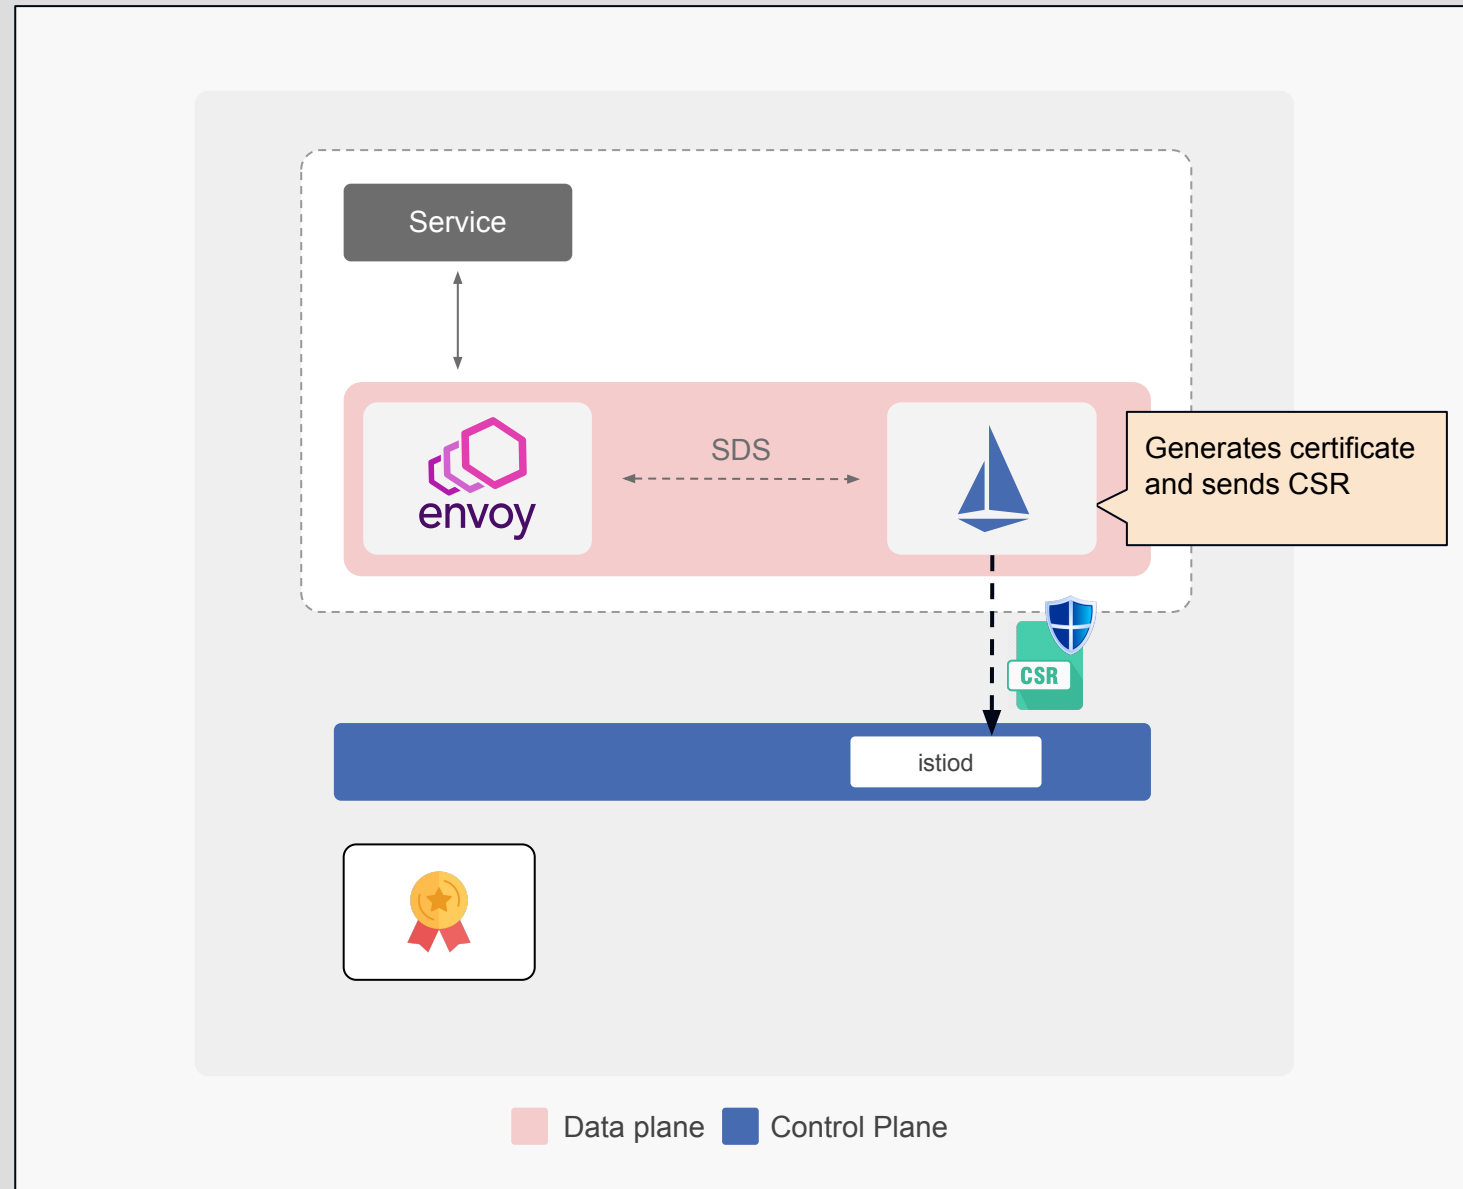 Service
envoy
SDS
Generates certificate
and sends CSR
CSR
istiod
Data plane
Control Plane